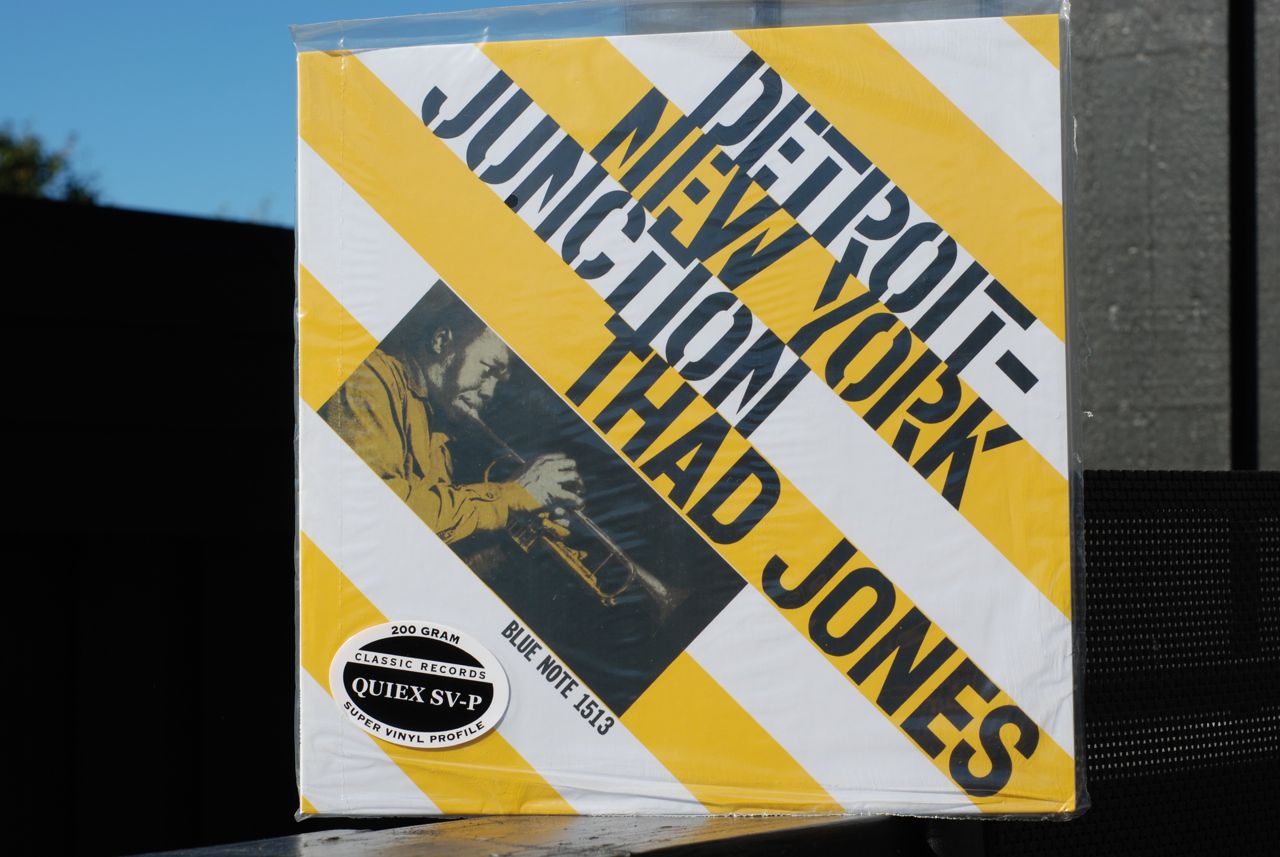 DETROIT-
NEW YORK
JUNCTION
THAD JONES
BLUE NOTE 1513
200 GRAM
CLASSIC RECORDS
QUIEX SV-P
SUPER VINYL PROFILE